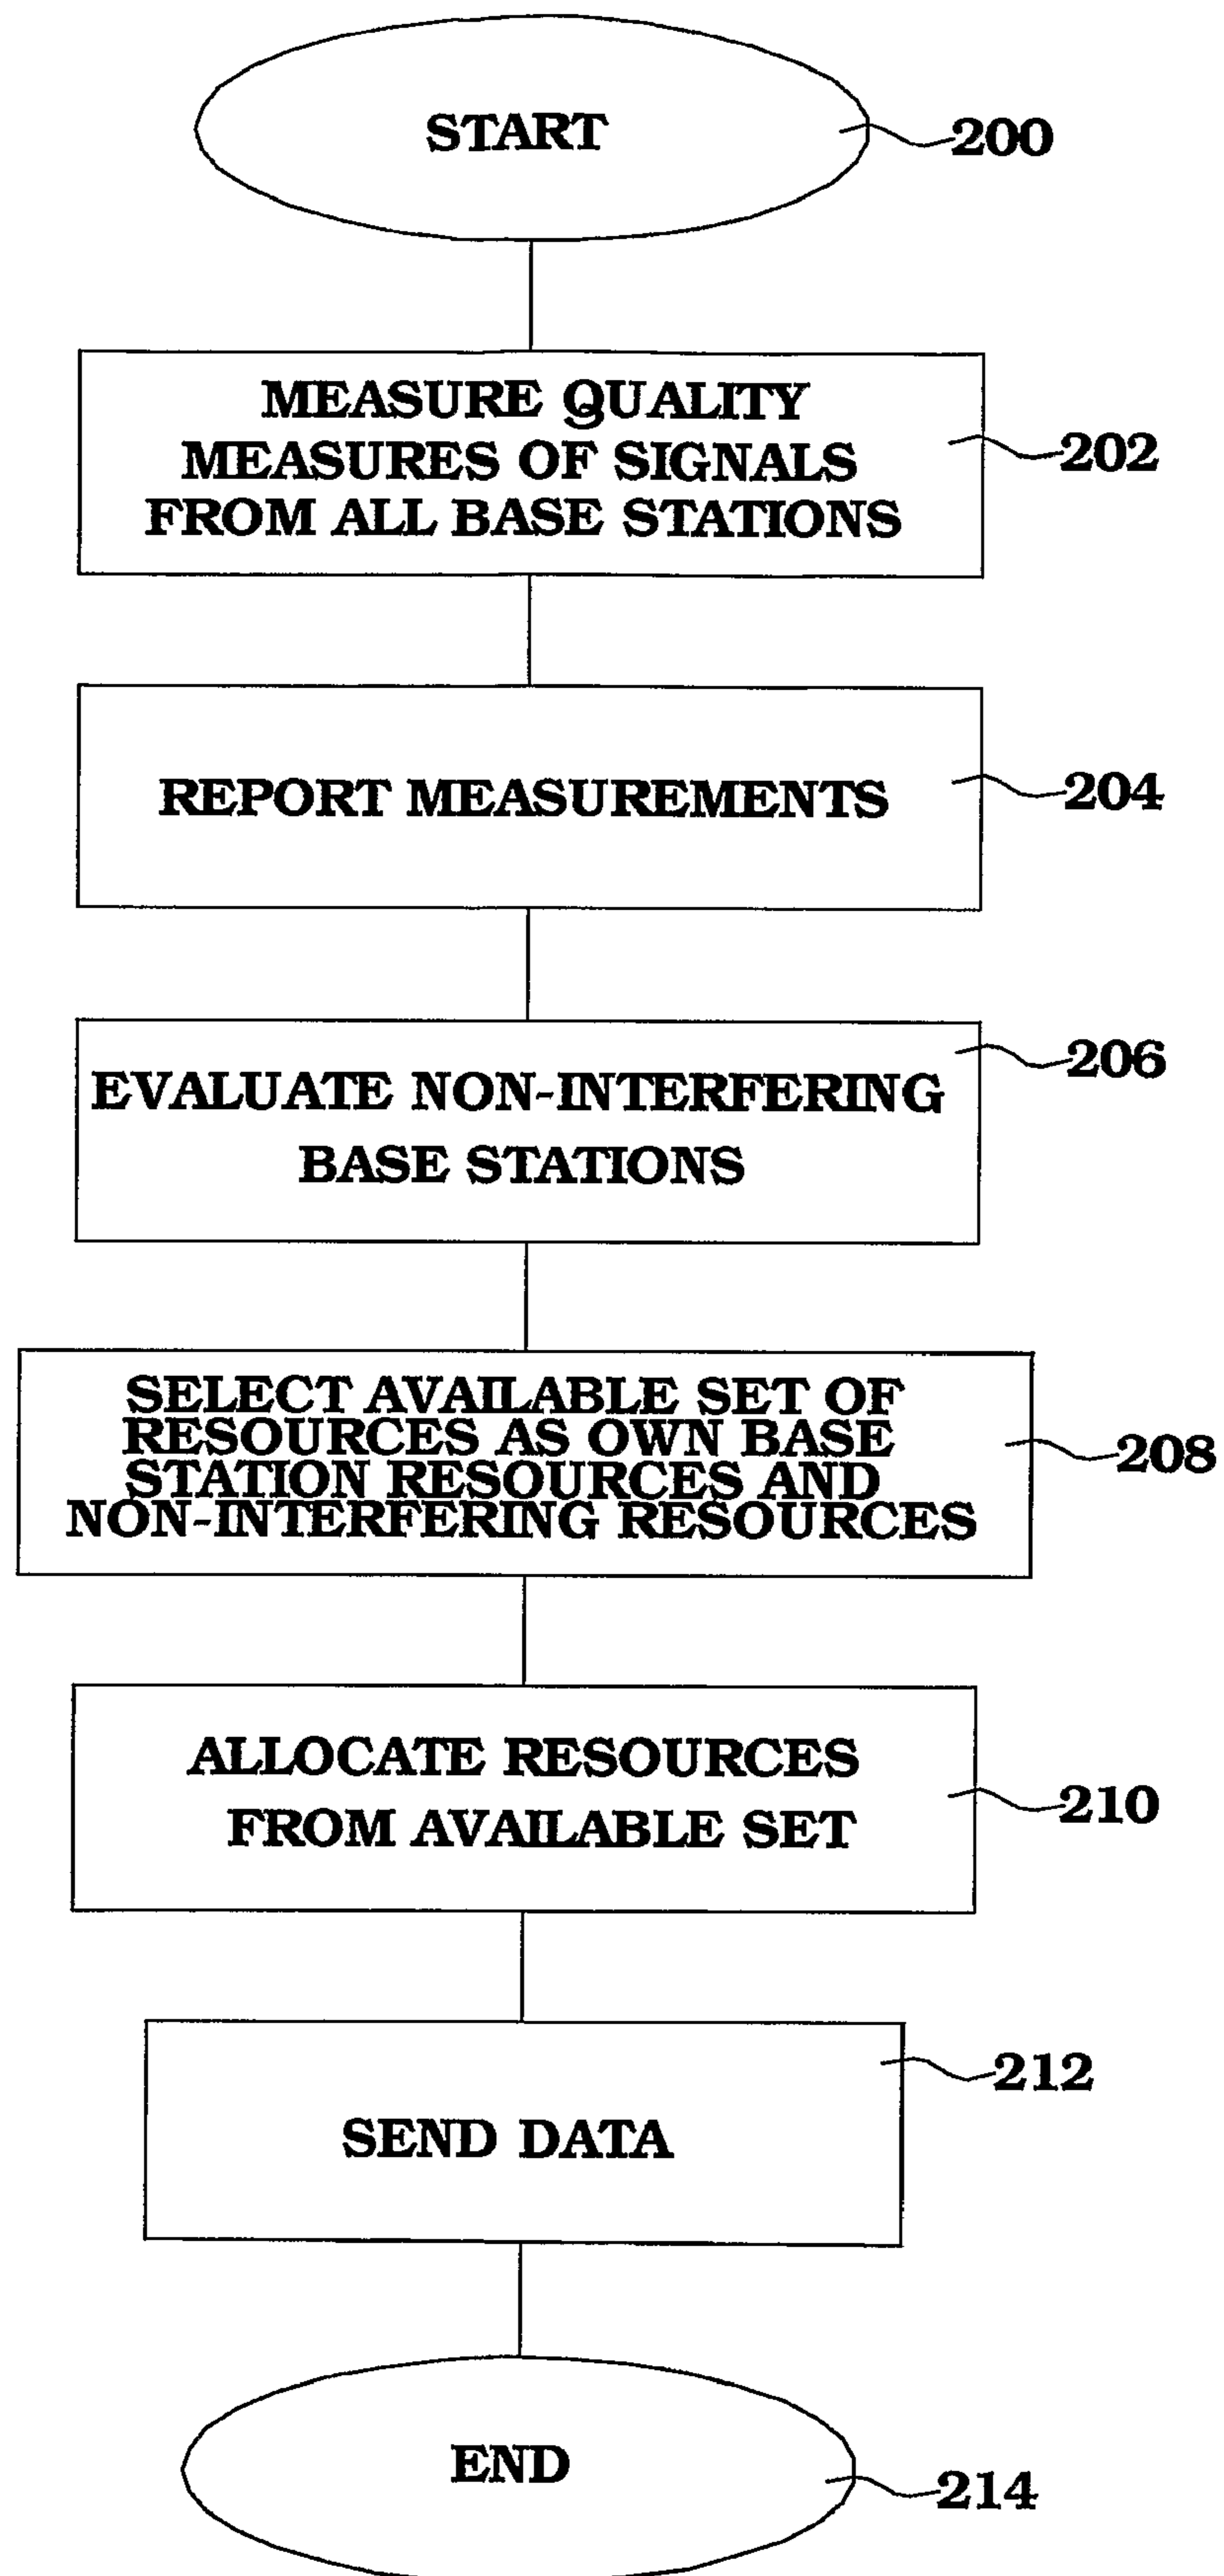 START
200
MEASURE QUALITY
MEASURES OF SIGNALS
FROM ALL BASE STATIONS
202
REPORT MEASUREMENTS
204
EVALUATE NON-INTERFERING
BASE STATIONS
206
SELECT AVAILABLE SET OF
RESOURCES AS OWN BASE
STATION RESOURCES AND
NON-INTERFERING RESOURCES
208
ALLOCATE RESOURCES
FROM AVAILABLE SET
210
SEND DATA
212
END
214